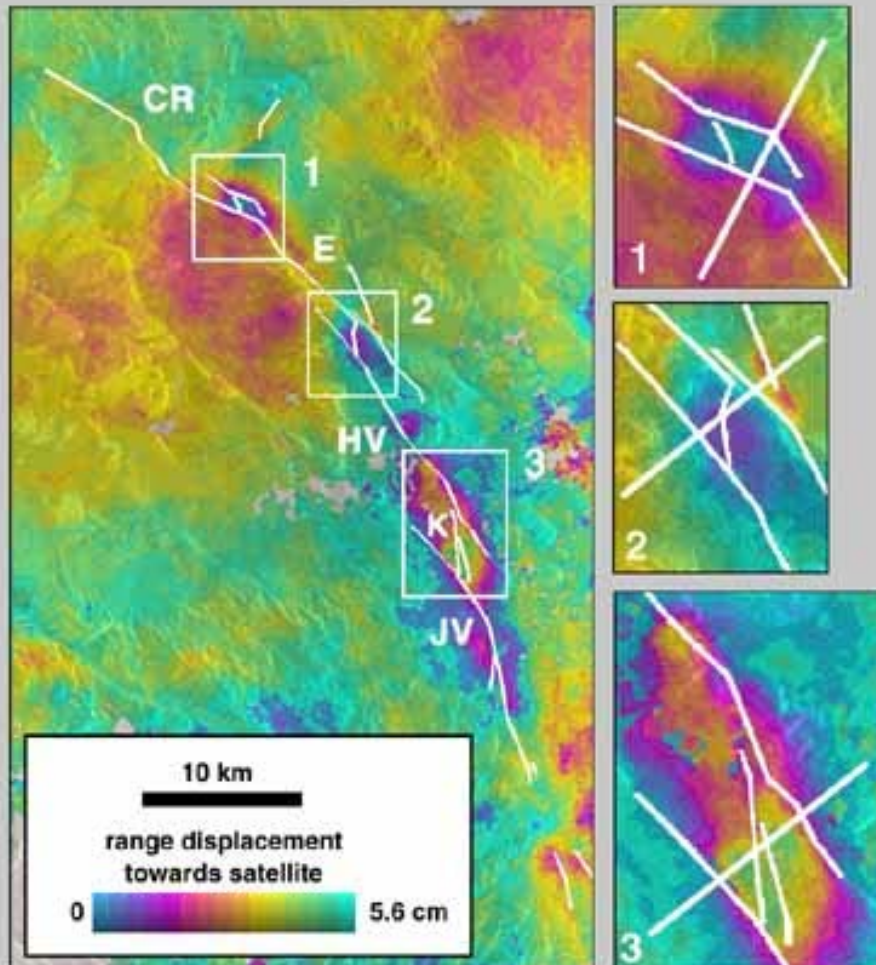 CR
1
E
2
HV
3
K
JV
10 km
range displacement
towards satellite
0 5.6 cm
1
2
3